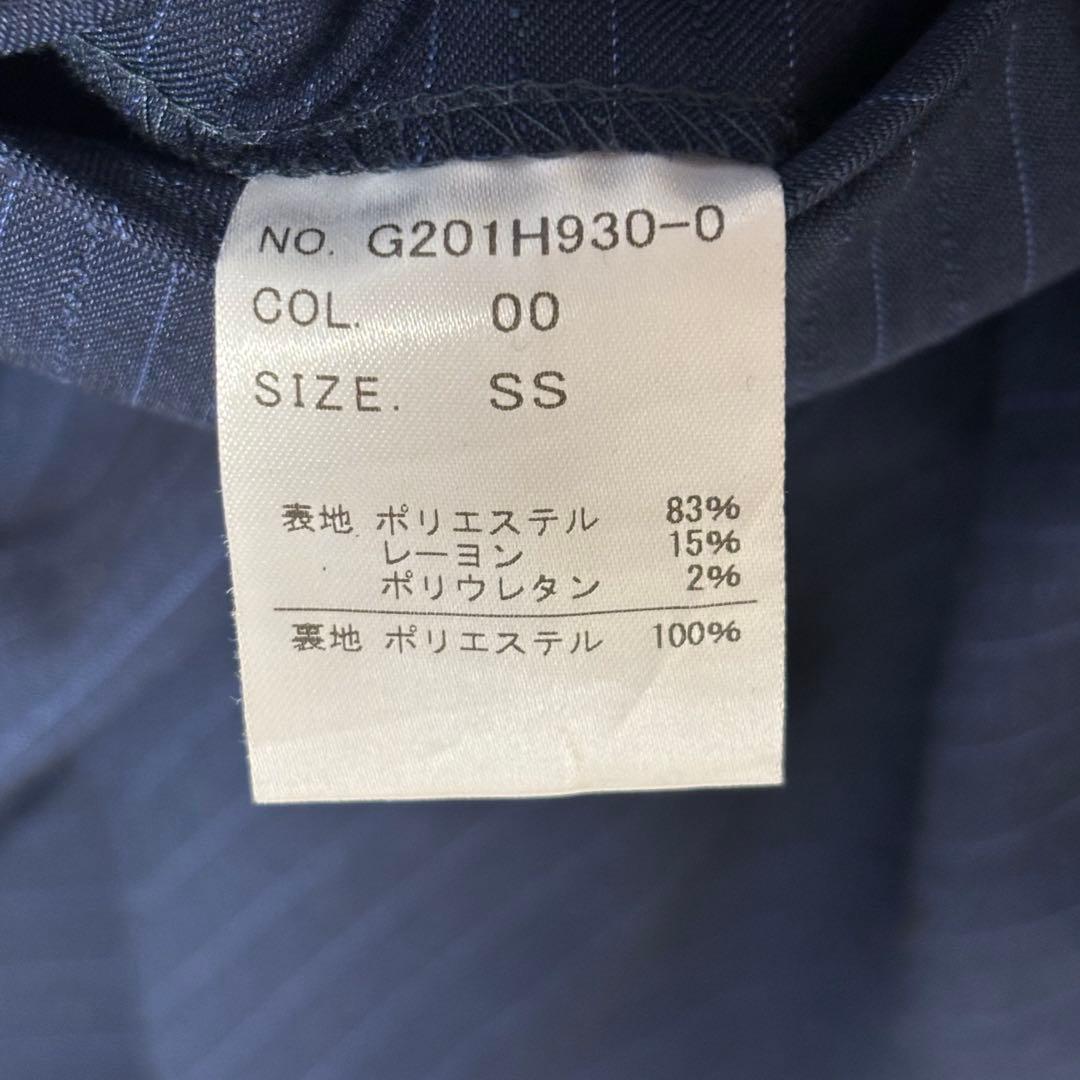 NO. G201H930-0
COL. 00
SIZE. SS
表地 ポリエステル 83%
レーヨン 15%
ポリウレタン 2%
裏地 ポリエステル 100%